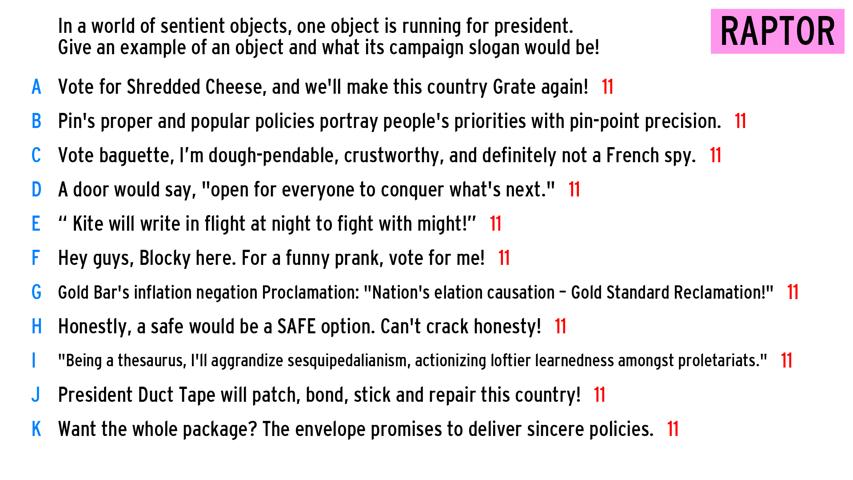 In a world of sentient objects, one object is running for president.
Give an example of an object and what its campaign slogan would be!
RAPTOR
A Vote for Shredded Cheese, and we'll make this country Grate again! 11
B Pin's proper and popular policies portray people's priorities with pin-point precision. 11
C Vote baguette, I’m dough-pendable, crustworthy, and definitely not a French spy. 11
D A door would say, "open for everyone to conquer what's next." 11
E “ Kite will write in flight at night to fight with might!” 11
F Hey guys, Blocky here. For a funny prank, vote for me! 11
G Gold Bar's inflation negation Proclamation: "Nation's elation causation – Gold Standard Reclamation!" 11
H Honestly, a safe would be a SAFE option. Can't crack honesty! 11
I "Being a thesaurus, I'll aggrandize sesquipedalianism, actionizing loftier learnedness amongst proletariats." 11
J President Duct Tape will patch, bond, stick and repair this country! 11
K Want the whole package? The envelope promises to deliver sincere policies. 11